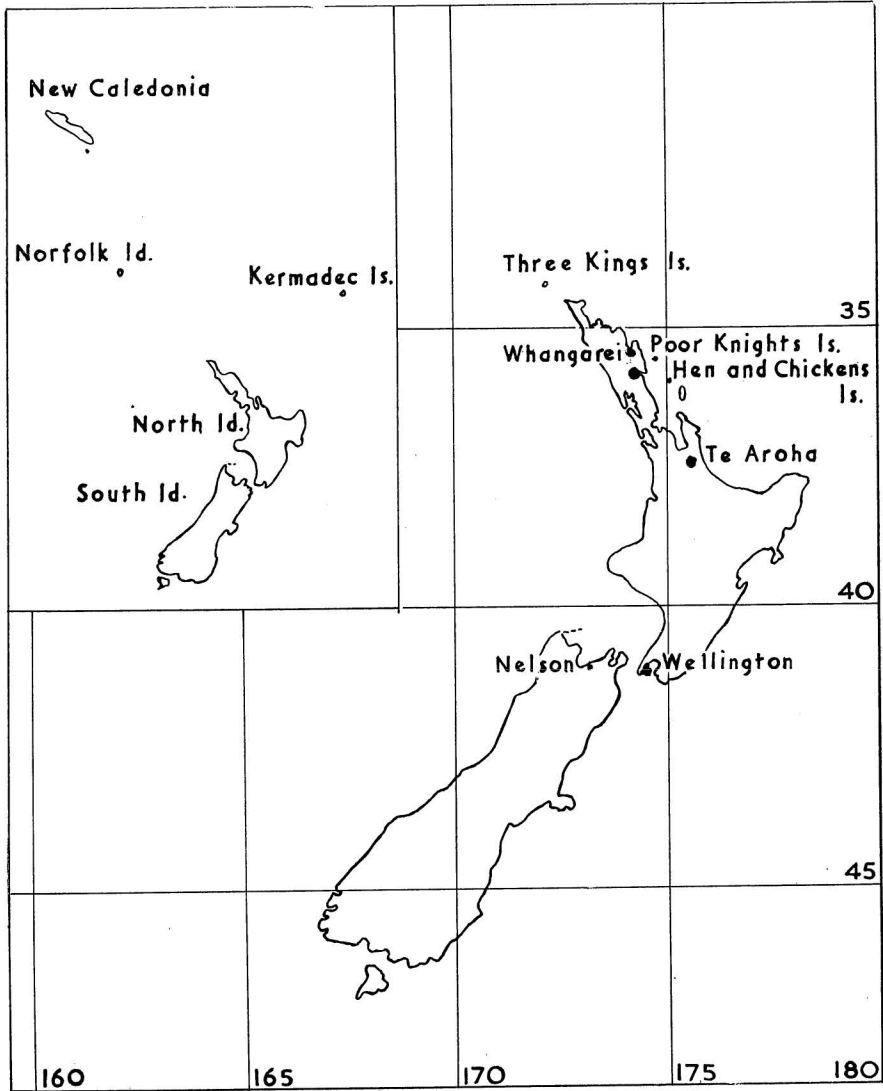 New Caledonia
Norfolk Id.
Kermadec Is.
North Id.
South Id.
Three Kings Is.
35
Whangarei
Poor Knights Is.
Hen and Chickens
Is.
Te Aroha
40
Nelson
Wellington
45
160
165
170
175
180